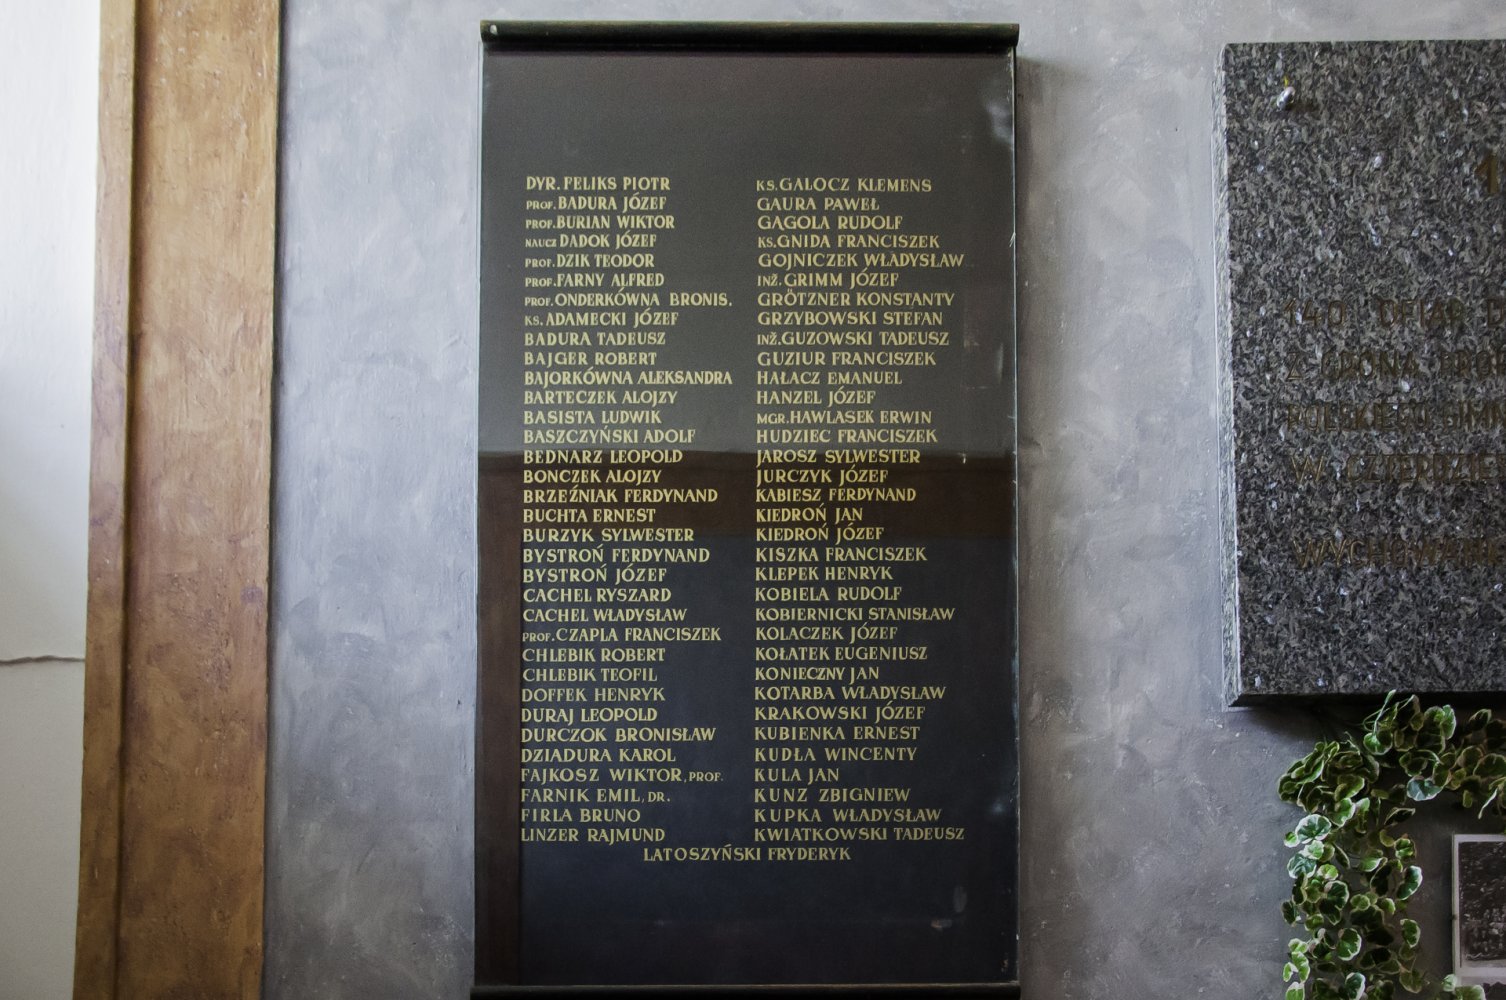 DYR. FELIKS PIOTR
PROF. BADURA JÓZEF
PROF. BURIAN WIKTOR
NAUCZ DADOK JÓZEF
PROF. DZIK TEODOR
PROF. FARNY ALFRED
PROF. ONDERKÓWNA BRONIS.
KS. ADAMECKI JÓZEF
BADURA TADEUSZ
BAJGER ROBERT
BAJORKÓWNA ALEKSANDRA
BARTECZEK ALOJZY
BASISTA LUDWIK
BASZCZYŃSKI ADOLF
BEDNARZ LEOPOLD
BONCZEK ALOJZY
BRZEŹNIAK FERDYNAND
BUCHTA ERNEST
BURZYK SYLWESTER
BYSTROŃ FERDYNAND
BYSTROŃ JÓZEF
CACHEL RYSZARD
CACHEL WŁADYSŁAW
PROF. CZAPLA FRANCISZEK
CHLEBIK ROBERT
CHLEBIK TEOFIL
DOFFEK HENRYK
DURAJ LEOPOLD
DURCZOK BRONISŁAW
DZIADURA KAROL
FAJKOSZ WIKTOR, PROF.
FARNIK EMIL, DR.
FIRLA BRUNO
LINZER RAJMUND
KS. GALOCZ KLEMENS
GAURA PAWEŁ
GĄGOLA RUDOLF
KS. GNIDA FRANCISZEK
GOJNICZEK WŁADYSŁAW
INŻ. GRIMM JÓZEF
GRÖTZNER KONSTANTY
GRZYBOWSKI STEFAN
INŻ. GUZOWSKI TADEUSZ
GUZIUR FRANCISZEK
HAŁACZ EMANUEL
HANZEL JÓZEF
MGR. HAWLASEK ERWIN
HUDZIEC FRANCISZEK
JAROSZ SYLWESTER
JURCZYK JÓZEF
KABIESZ FERDYNAND
KIEDROŃ JAN
KIEDROŃ JÓZEF
KISZKA FRANCISZEK
KLEPEK HENRYK
KOBIELA RUDOLF
KOBIERNICKI STANISŁAW
KOLACZEK JÓZEF
KOŁATEK EUGENIUSZ
KONIECZNY JAN
KOTARBA WŁADYSŁAW
KRAKOWSKI JÓZEF
KUBIENKA ERNEST
KUDŁA WINCENTY
KULA JAN
KUNZ ZBIGNIEW
KUPKA WŁADYSŁAW
KWIATKOWSKI TADEUSZ
LATOSZYŃSKI FRYDERYK
140 OFIAR
Z GRONA
POLSKIEGO
W